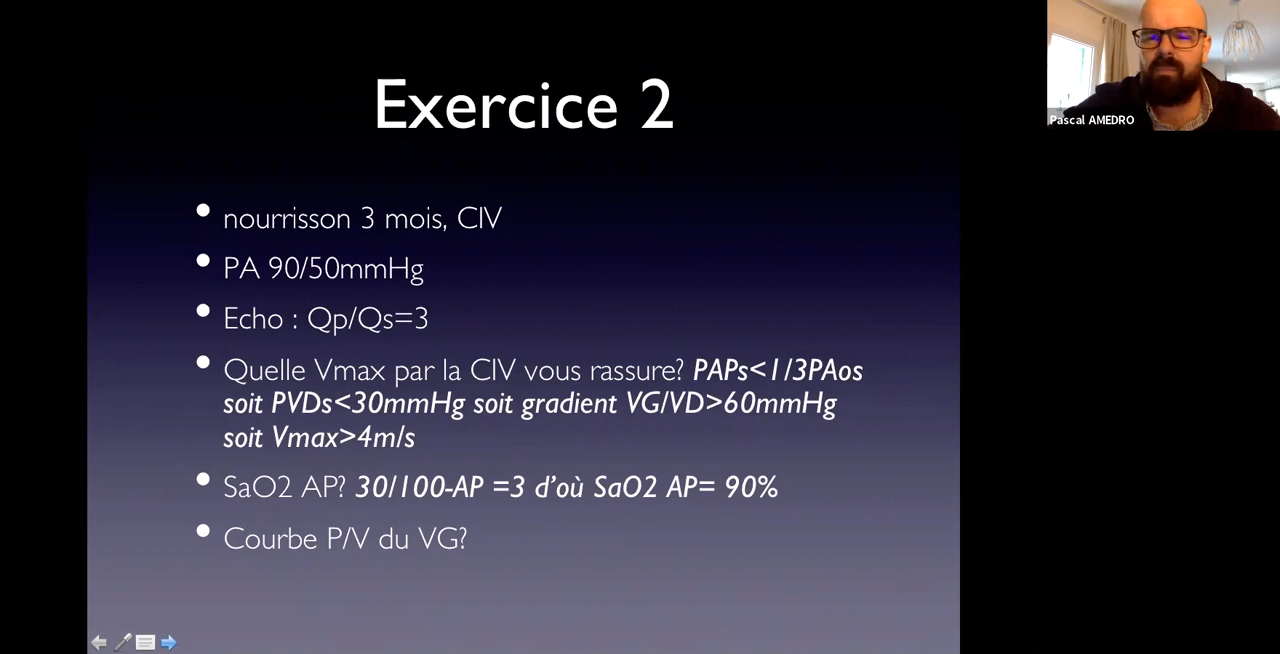 Exercice 2
Pascal AMEDRO
• nourrisson 3 mois, CIV
• PA 90/50mmHg
• Echo : Qp/Qs=3
• Quelle Vmax par la CIV vous rassure? PAPs<1/3PAos
soit PVDs<30mmHg soit gradient VG/VD>60mmHg
soit Vmax>4m/s
• SaO2 AP? 30/100-AP =3 d'où SaO2 AP= 90%
• Courbe P/V du VG?